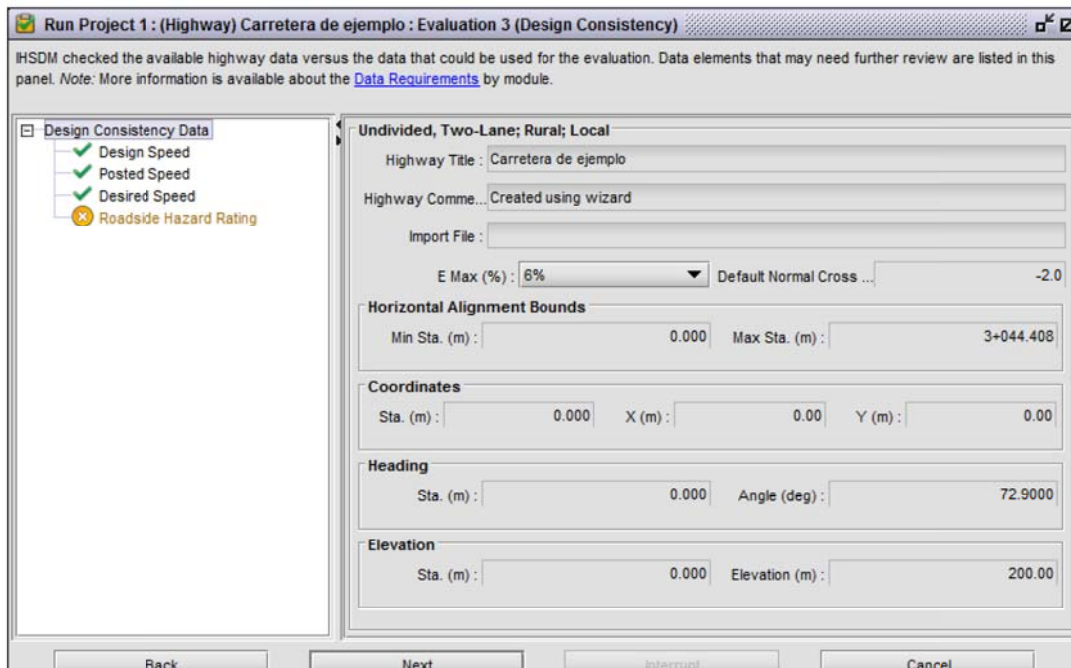 Run Project 1 : (Highway) Carretera de ejemplo : Evaluation 3 (Design Consistency)
IHSDM checked the available highway data versus the data that could be used for the evaluation. Data elements that may need further review are listed in this
panel. Note: More information is available about the Data Requirements by module.
Design Consistency Data
Design Speed
Posted Speed
Desired Speed
Roadside Hazard Rating
Undivided, Two-Lane; Rural; Local
Highway Title : Carretera de ejemplo
Highway Comme... Created using wizard
Import File :
E Max (%) : 6% Default Normal Cross ... -2.0
Horizontal Alignment Bounds
Min Sta. (m) : 0.000 Max Sta. (m) : 3+044.408
Coordinates
Sta. (m) : 0.000 X (m) : 0.00 Y (m) : 0.00
Heading
Sta. (m) : 0.000 Angle (deg) : 72.9000
Elevation
Sta. (m) : 0.000 Elevation (m) : 200.00
Back Next Interrupt Cancel